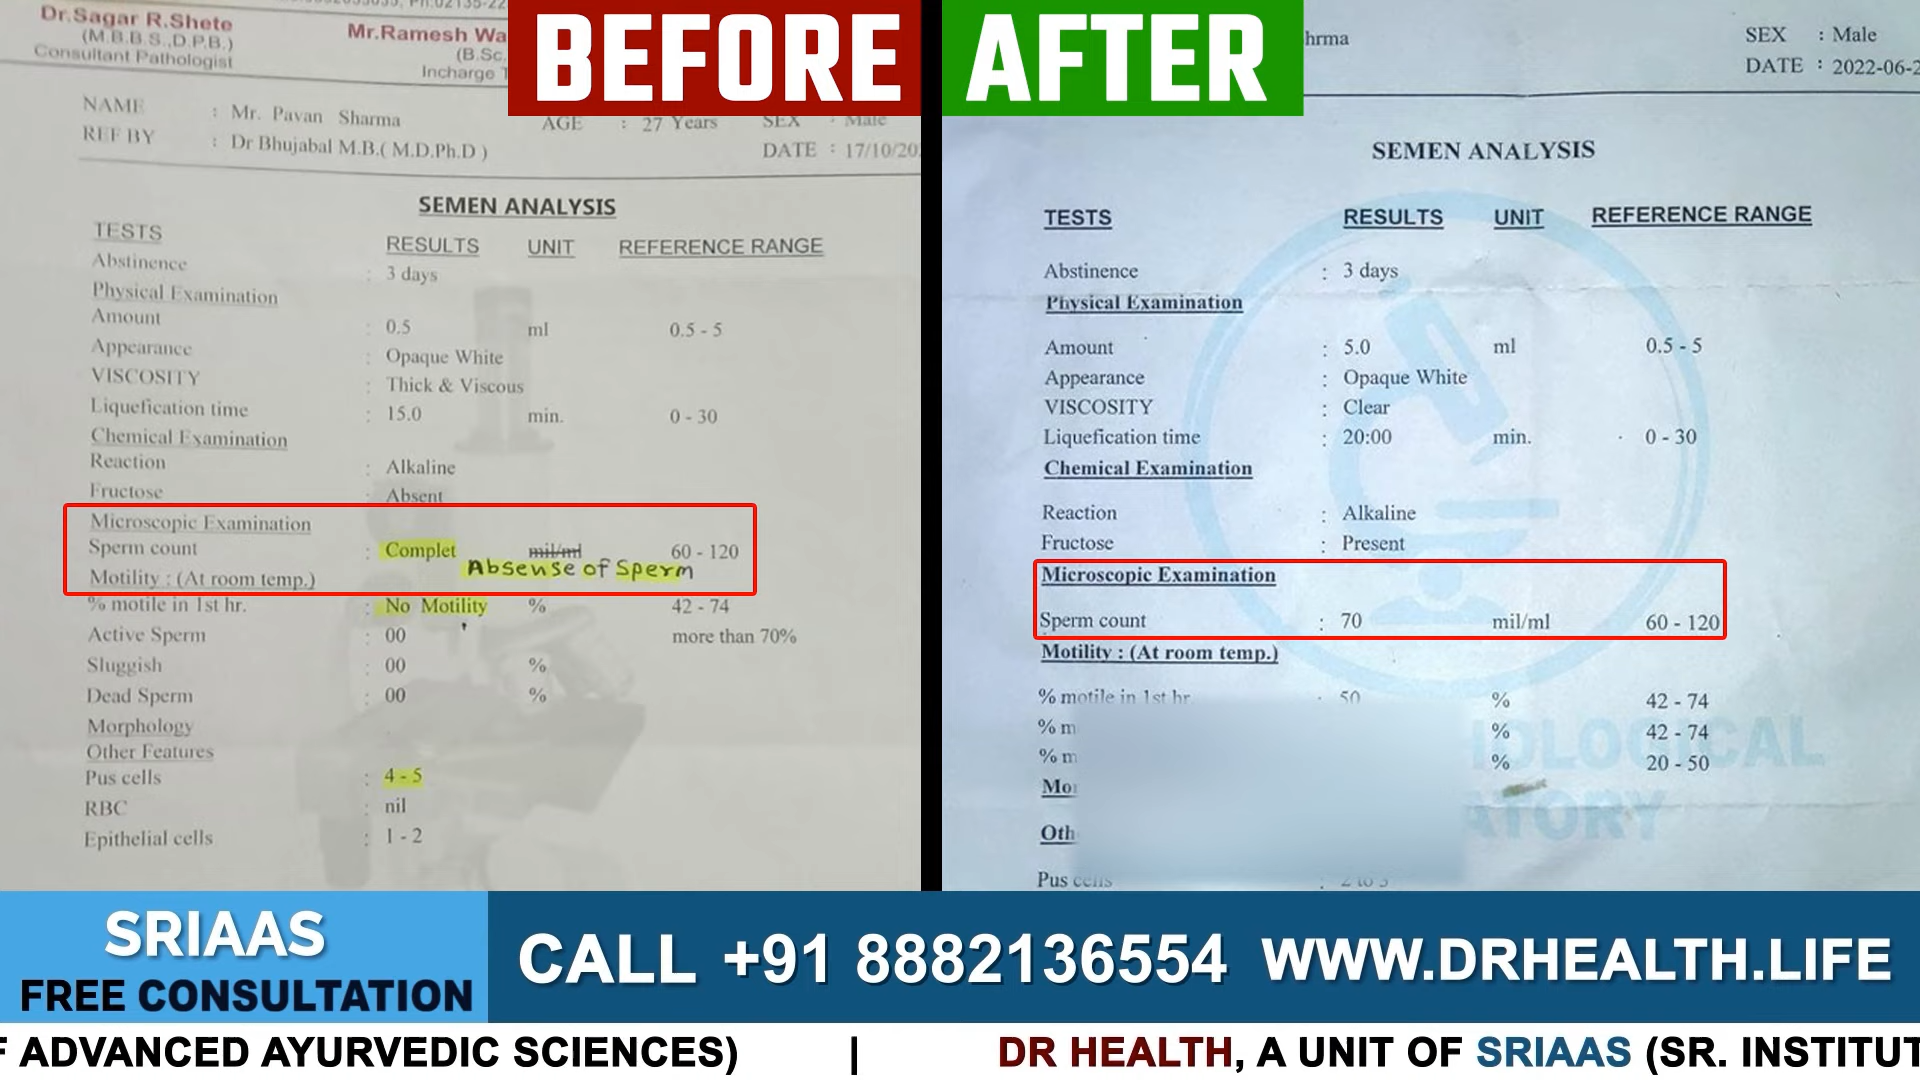 Dr.Sagar R.Shete
(M.B.B.S.,D.P.B.)
Consultant Pathologist
Mr.Ramesh Wa
(B.Sc.
Incharge T
BEFORE
NAME : Mr. Pavan Sharma
AGE : 27 Years SEX : Male
REF BY : Dr Bhujabal M.B.( M.D.Ph.D )
DATE : 17/10/20
SEMEN ANALYSIS
TESTS RESULTS UNIT REFERENCE RANGE
Abstinence : 3 days
Physical Examination
Amount : 0.5 ml 0.5 - 5
Appearance : Opaque White
VISCOSITY : Thick & Viscous
Liquefication time : 15.0 min. 0 - 30
Chemical Examination
Reaction : Alkaline
Fructose : Absent
Microscopic Examination
Sperm count : Complet mil/ml 60 - 120
Absense of Sperm
Motility : (At room temp.)
% motile in 1st hr. : No Motility % 42 - 74
Active Sperm : 00 more than 70%
Sluggish : 00 %
Dead Sperm : 00 %
Morphology
Other Features
Pus cells : 4 - 5
RBC : nil
Epithelial cells : 1 - 2
AFTER
hrma
SEX : Male
DATE : 2022-06-2
SEMEN ANALYSIS
TESTS RESULTS UNIT REFERENCE RANGE
Abstinence : 3 days
Physical Examination
Amount : 5.0 ml 0.5 - 5
Appearance : Opaque White
VISCOSITY : Clear
Liquefication time : 20:00 min. 0 - 30
Chemical Examination
Reaction : Alkaline
Fructose : Present
Microscopic Examination
Sperm count : 70 mil/ml 60 - 120
Motility : (At room temp.)
% motile in 1st hr. : 50 % 42 - 74
% m % 42 - 74
% m % 20 - 50
Mo
Oth
Pus cells : 2 to 3
SRIAAS
FREE CONSULTATION
CALL +91 8882136554 WWW.DRHEALTH.LIFE
F ADVANCED AYURVEDIC SCIENCES) | DR HEALTH, A UNIT OF SRIAAS (SR. INSTITUT